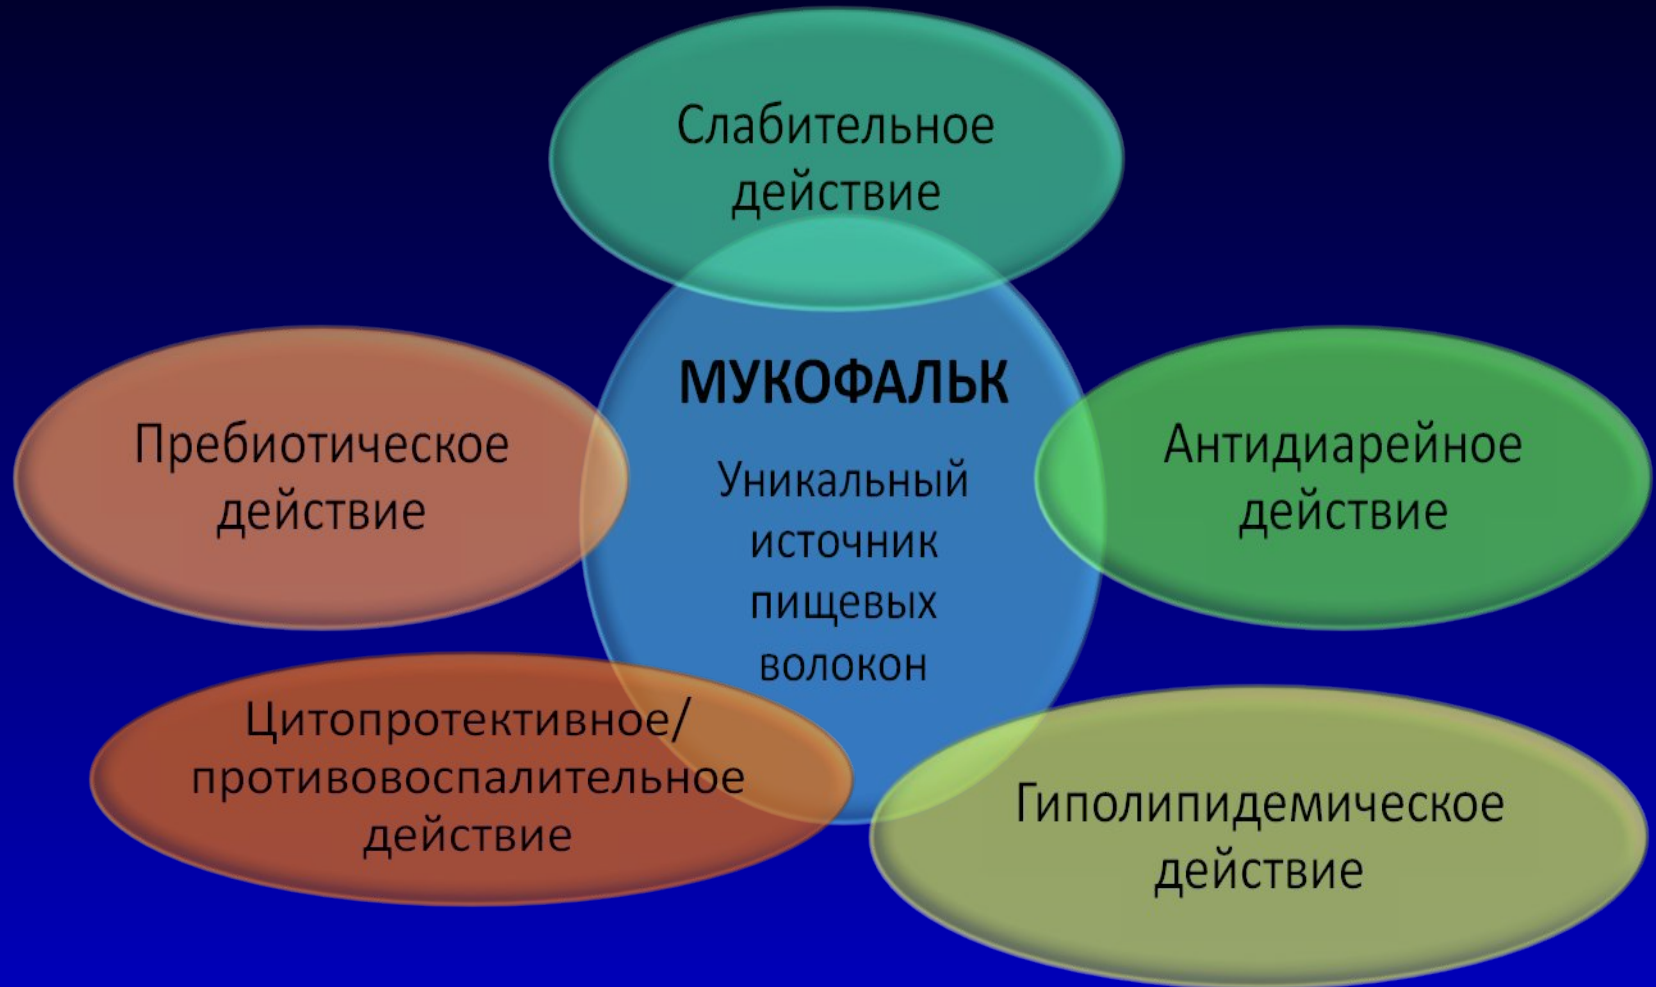 Слабительное
действие
МУКОФАЛЬК
Уникальный
источник
пищевых
волокон
Пребиотическое
действие
Антидиарейное
действие
Цитопротективное/
противовоспалительное
действие
Гиполипидемическое
действие